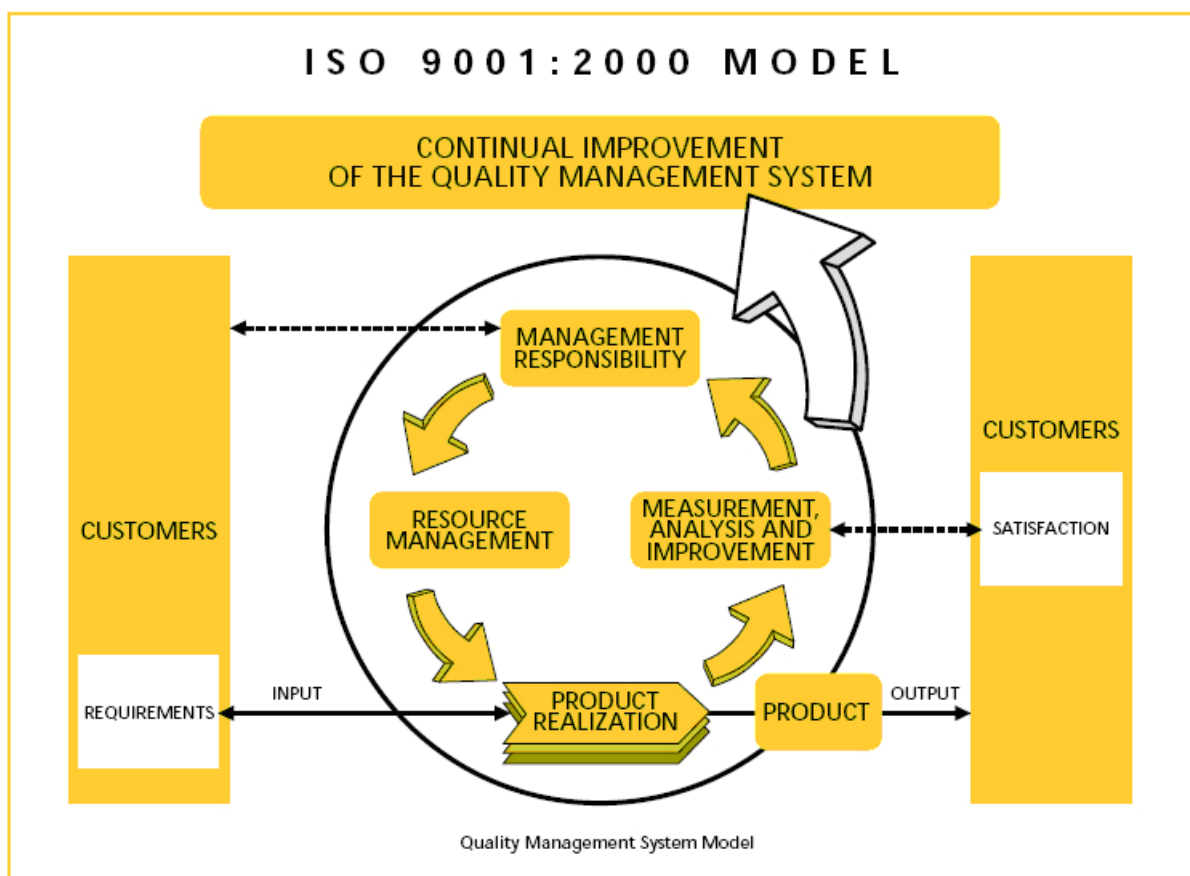 ISO 9001:2000 MODEL
CONTINUAL IMPROVEMENT
OF THE QUALITY MANAGEMENT SYSTEM
MANAGEMENT
RESPONSIBILITY
CUSTOMERS
CUSTOMERS
RESOURCE
MANAGEMENT
MEASUREMENT,
ANALYSIS AND
IMPROVEMENT
SATISFACTION
REQUIREMENTS
INPUT
PRODUCT
REALIZATION
PRODUCT
OUTPUT
Quality Management System Model